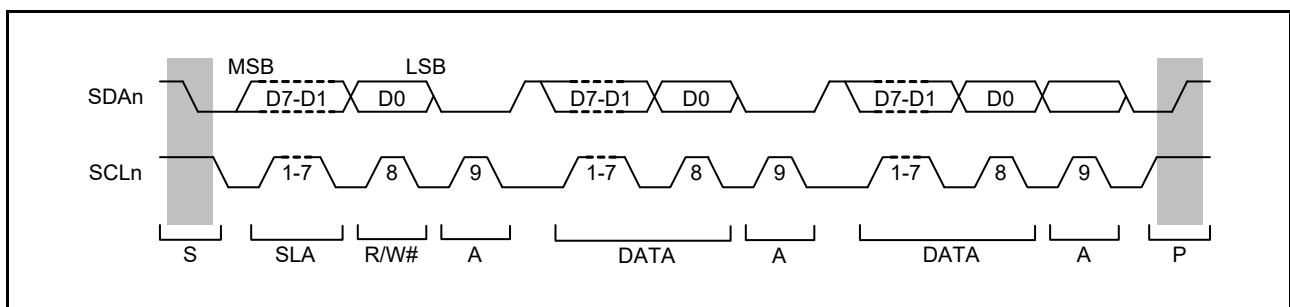 MSB LSB
SDAn D7-D1 D0 D7-D1 D0 D7-D1 D0
SCLn 1-7 8 9 1-7 8 9 1-7 8 9
S SLA R/W# A DATA A DATA A P